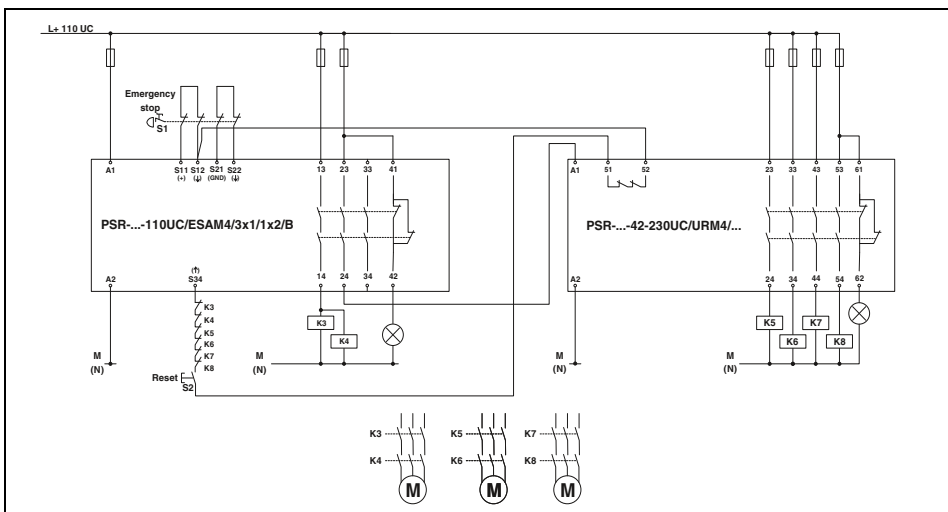 L+ 110 UC
Emergency
stop
S1
A1
S11
(+)
S12
(↓)
S21
(GND)
S22
(↓)
13
23
33
41
PSR-...-110UC/ESAM4/3x1/1x2/B
A2
(↑)
S34
14
24
34
42
K3
K4
K5
K6
K7
K8
Reset
S2
M
(N)
M
(N)
K3
K4
A1
51
52
23
33
43
53
61
PSR-...-42-230UC/URM4/...
A2
24
34
44
54
62
K5
K6
K7
K8
M
(N)
M
(N)
K3
K4
M
K5
K6
M
K7
K8
M